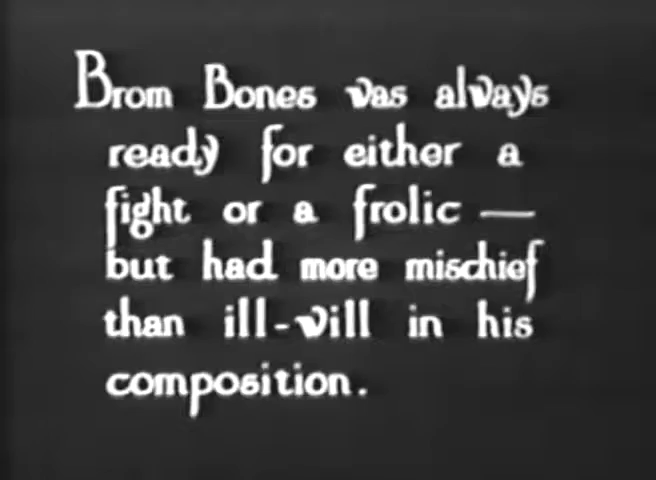 Brom Bones was always
ready for either a
fight or a frolic —
but had more mischief
than ill-will in his
composition.